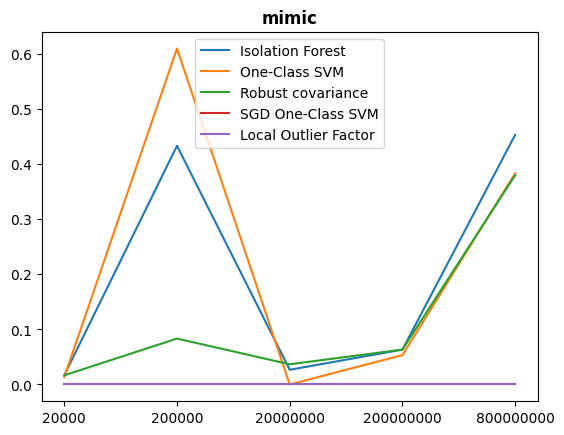 mimic
Isolation Forest
One-Class SVM
Robust covariance
SGD One-Class SVM
Local Outlier Factor
0.6
0.5
0.4
0.3
0.2
0.1
0.0
20000 200000 20000000 200000000 800000000